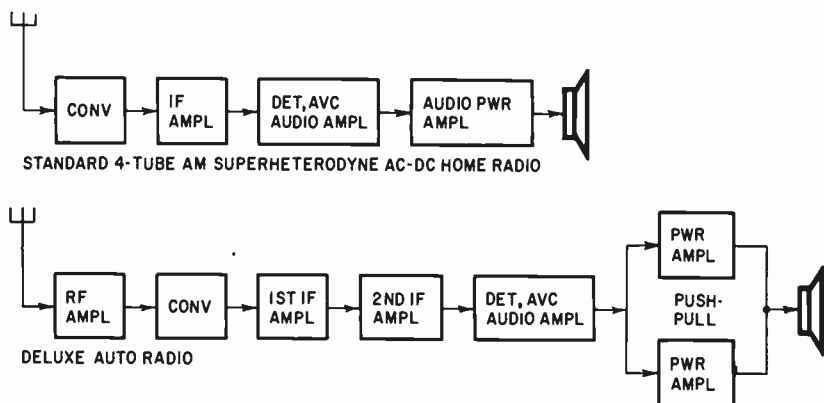 CONV
IF
AMPL
DET, AVC
AUDIO AMPL
AUDIO PWR
AMPL
STANDARD 4-TUBE AM SUPERHETERODYNE AC-DC HOME RADIO
RF
AMPL
CONV
1ST IF
AMPL
2ND IF
AMPL
DET, AVC
AUDIO AMPL
PWR
AMPL
PUSH-
PULL
PWR
AMPL
DELUXE AUTO RADIO